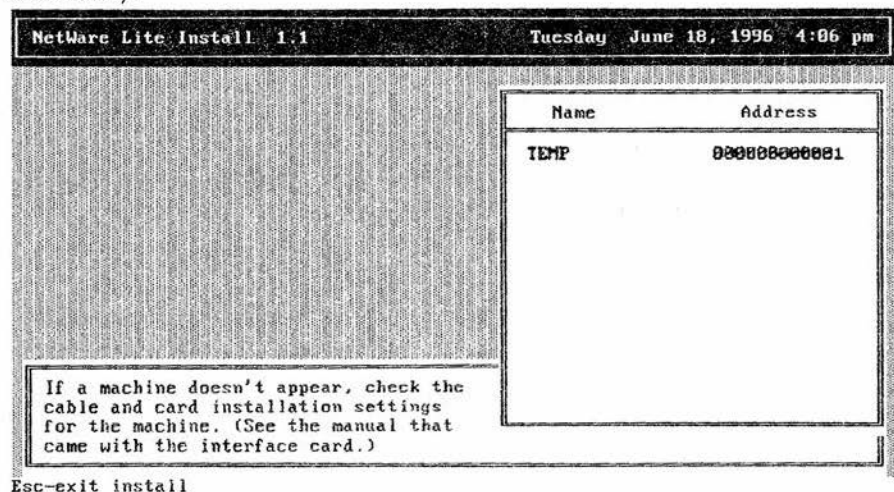 NetWare Lite Install 1.1 Tuesday June 18, 1996 4:06 pm
Name Address
TEMP 000000000001
If a machine doesn't appear, check the
cable and card installation settings
for the machine. (See the manual that
came with the interface card.)
Esc-exit install